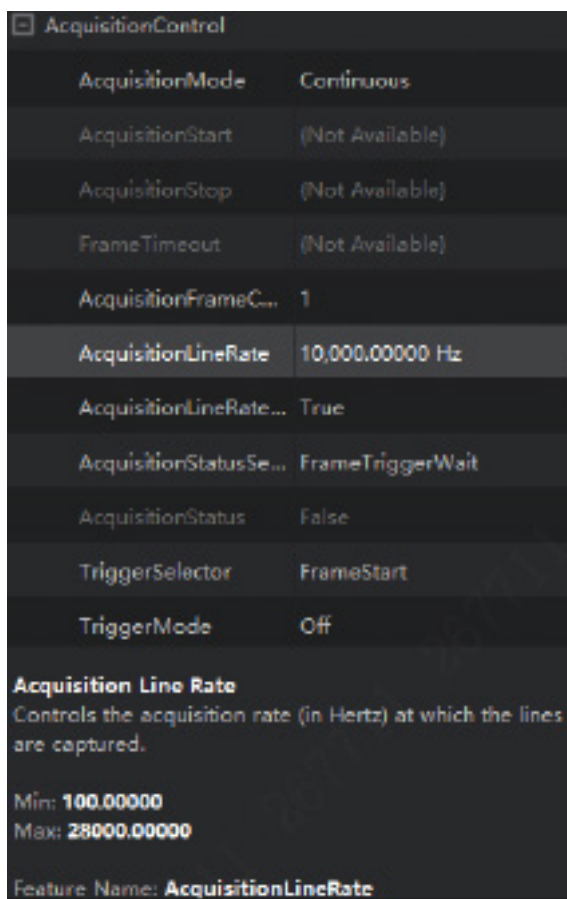 AcquisitionControl
AcquisitionMode Continuous
AcquisitionStart (Not Available)
AcquisitionStop (Not Available)
FrameTimeout (Not Available)
AcquisitionFrameC... 1
AcquisitionLineRate 10,000.00000 Hz
AcquisitionLineRate... True
AcquisitionStatusSe... FrameTriggerWait
AcquisitionStatus False
TriggerSelector FrameStart
TriggerMode Off
Acquisition Line Rate
Controls the acquisition rate (in Hertz) at which the lines
are captured.
Min: 100.00000
Max: 28000.00000
Feature Name: AcquisitionLineRate